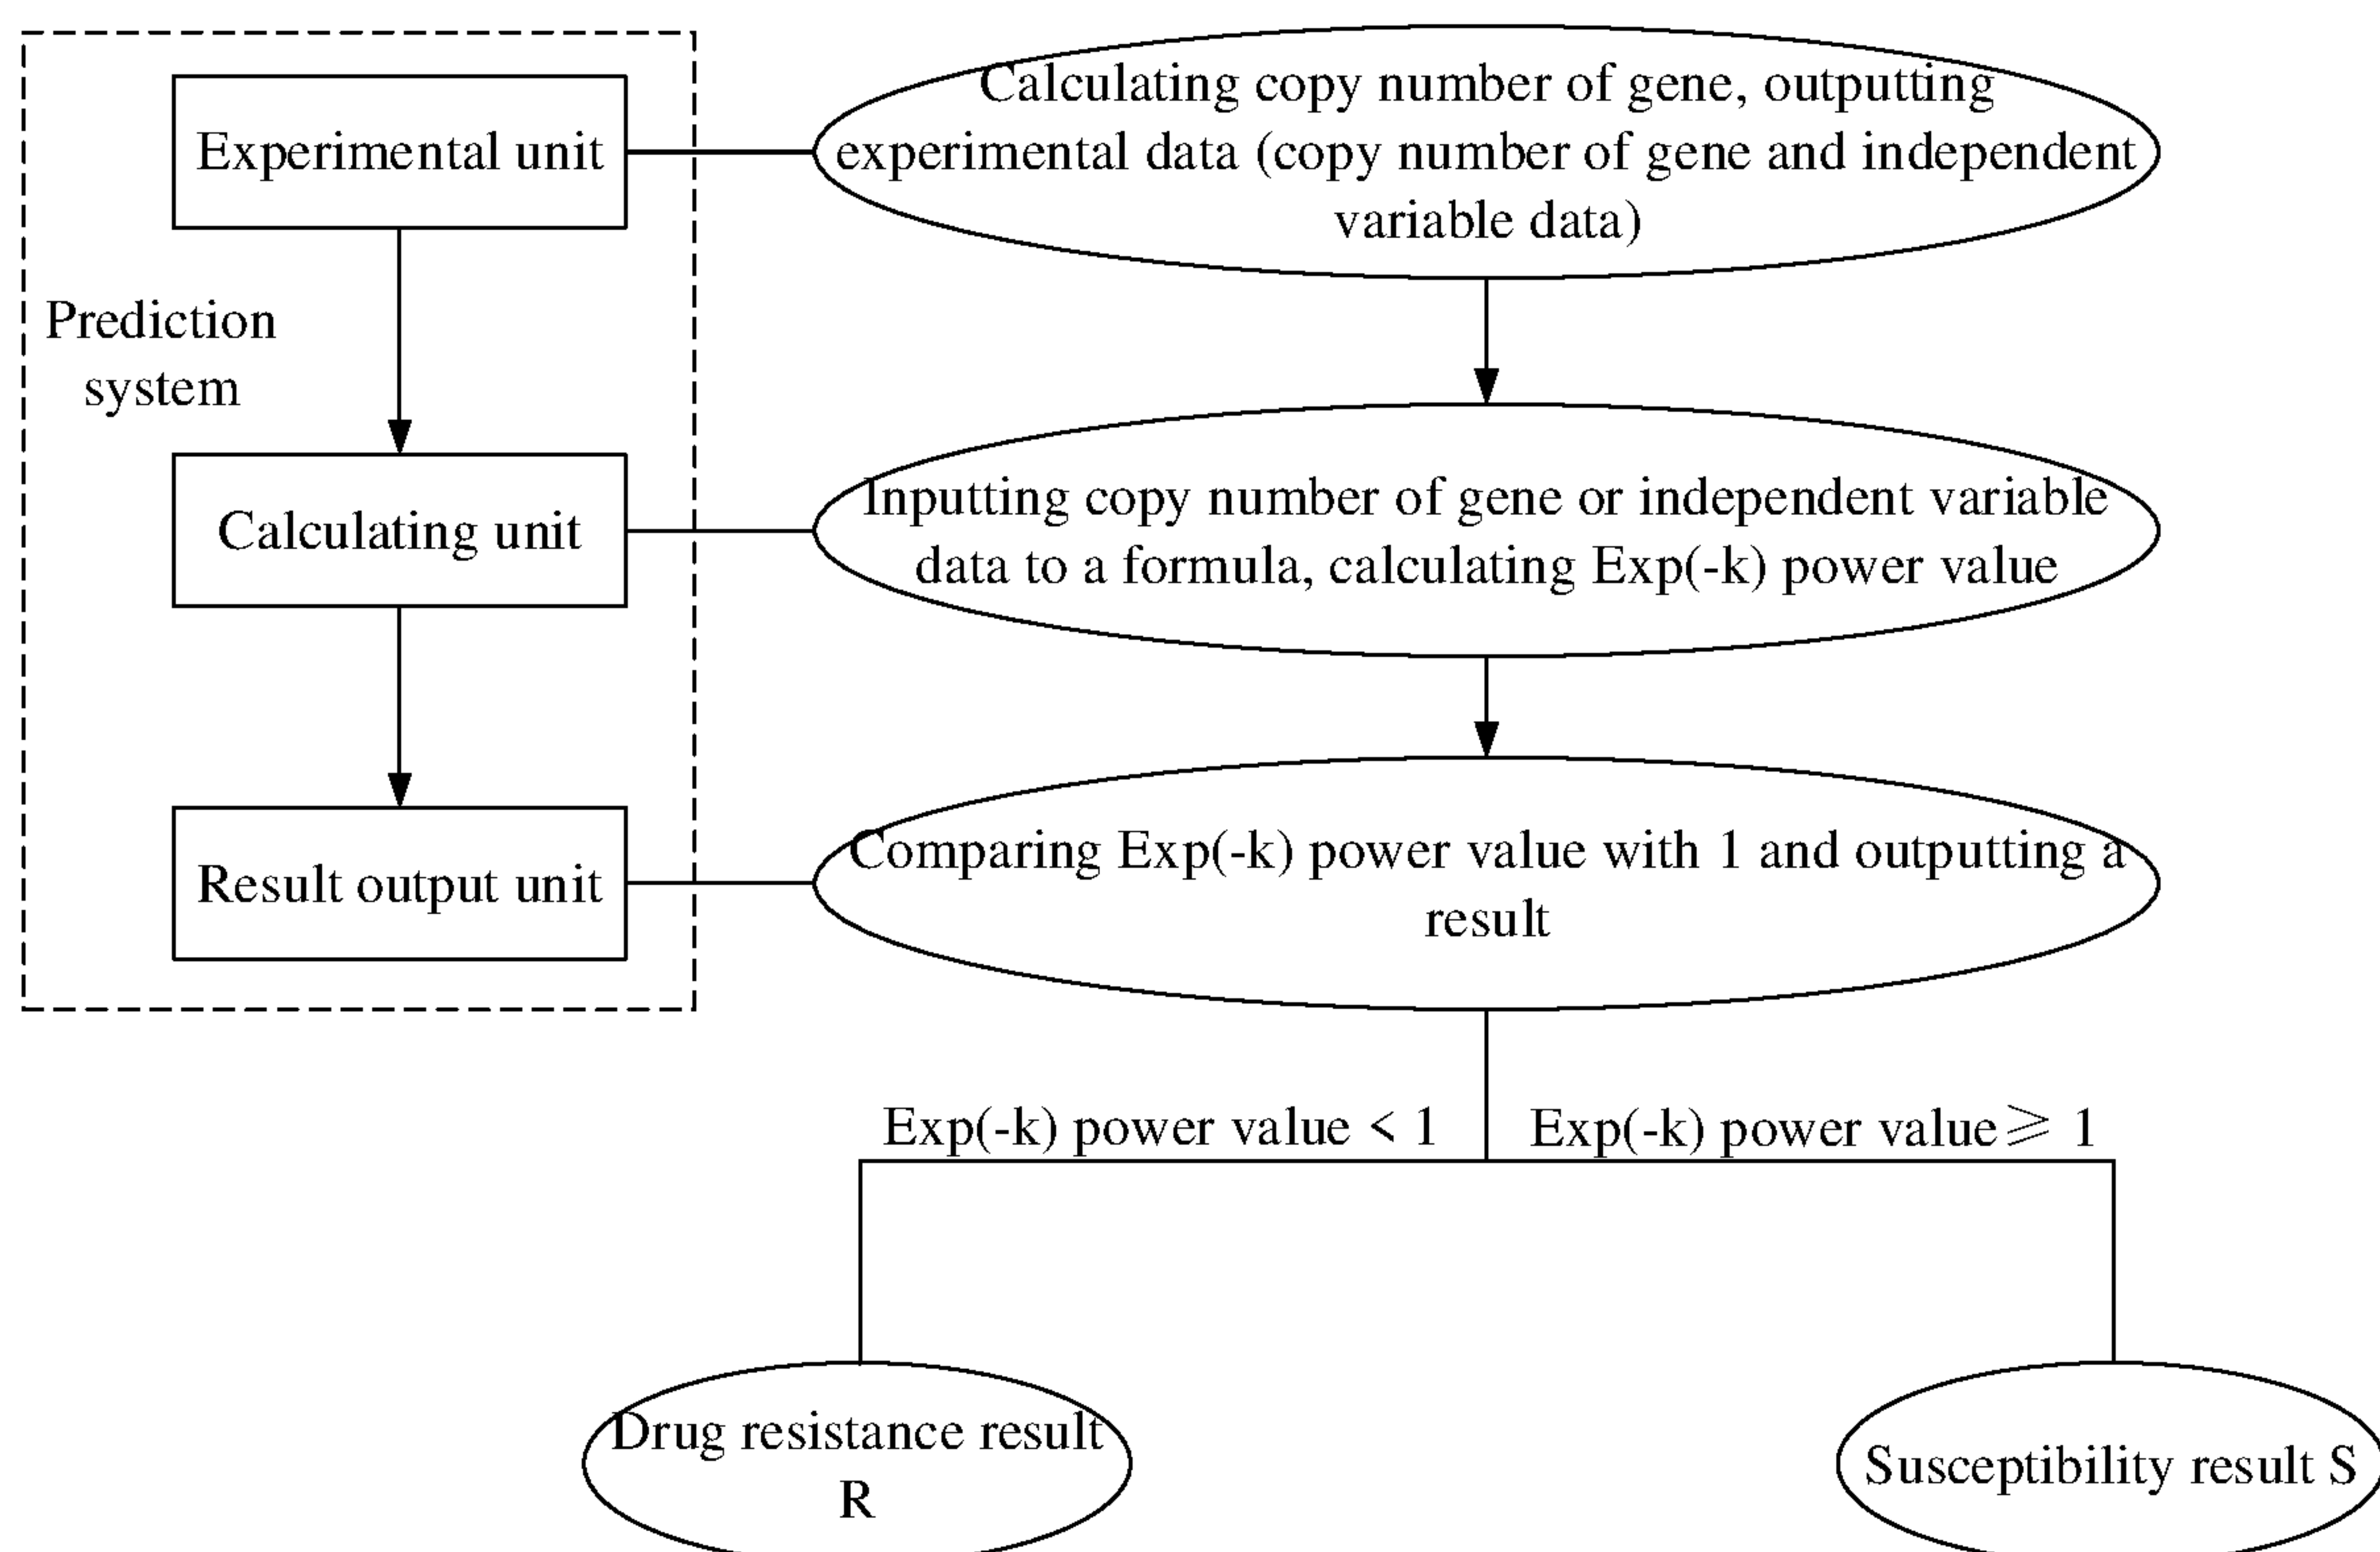 Experimental unit
Calculating copy number of gene, outputting
experimental data (copy number of gene and independent
variable data)
Prediction
system
Calculating unit
Inputting copy number of gene or independent variable
data to a formula, calculating Exp(-k) power value
Result output unit
Comparing Exp(-k) power value with 1 and outputting a
result
Exp(-k) power value < 1
Exp(-k) power value ≥ 1
Drug resistance result
R
Susceptibility result S